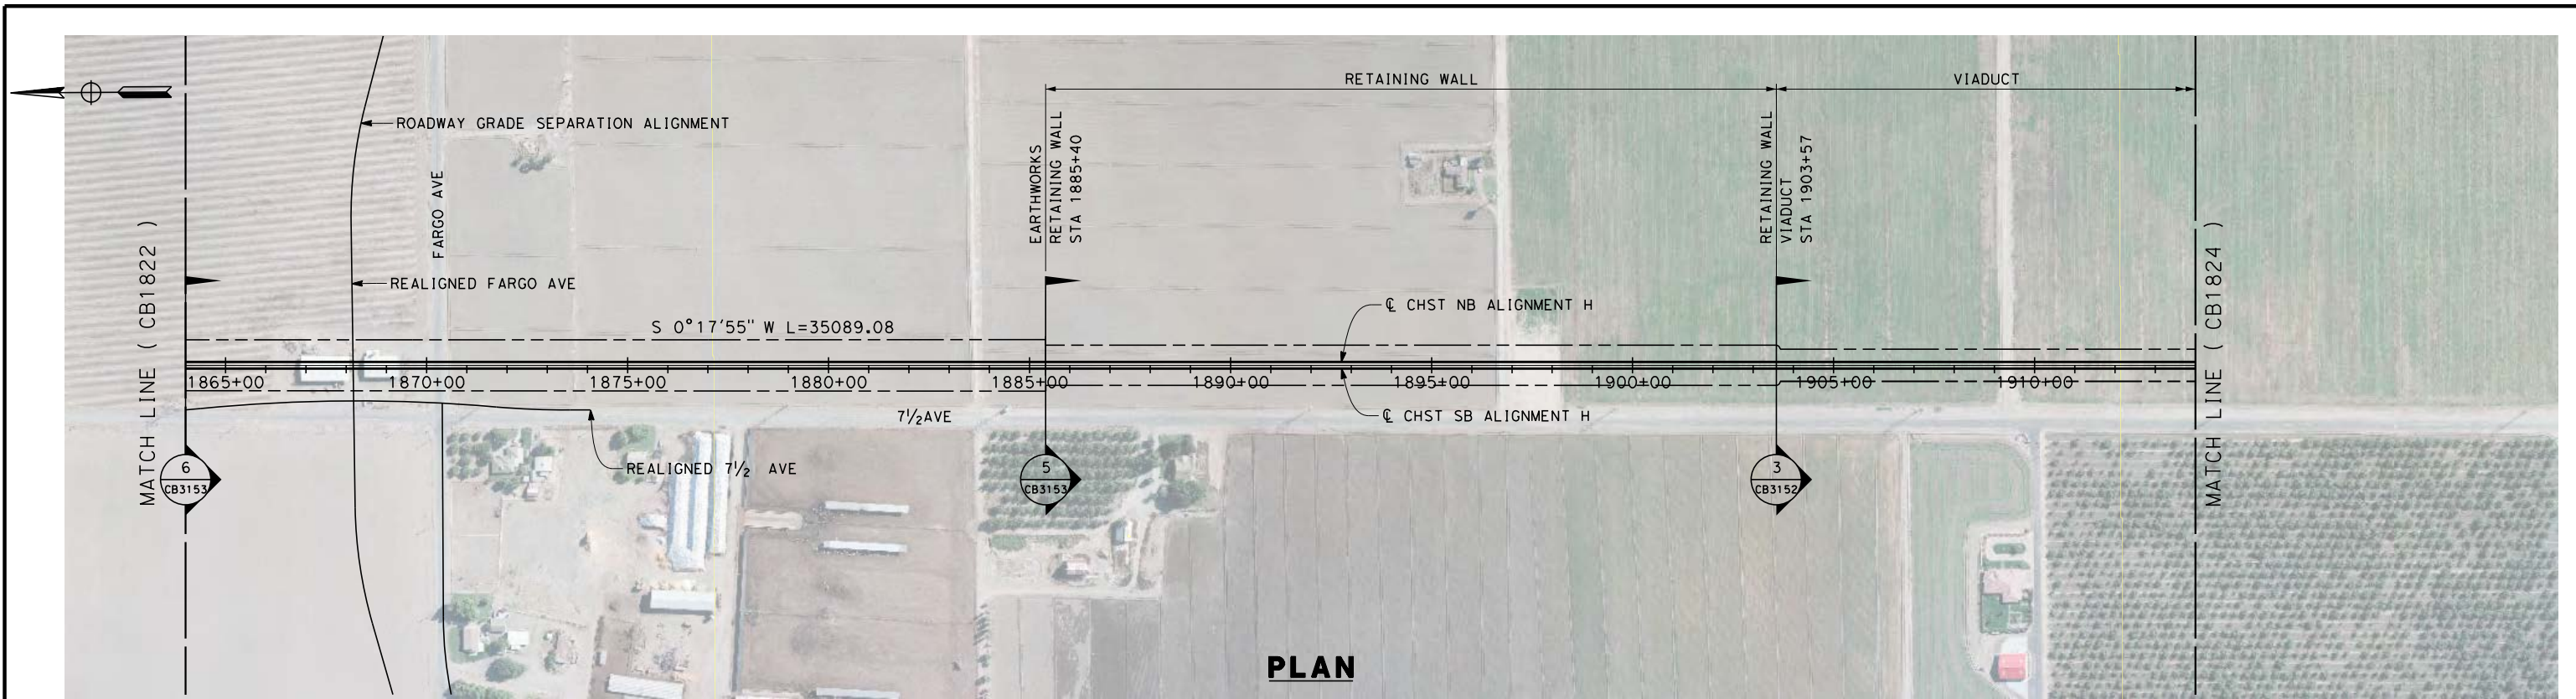 RETAINING WALL
VIADUCT
ROADWAY GRADE SEPARATION ALIGNMENT
FARGO AVE
EARTHWORKS
RETAINING WALL
STA 1885+40
RETAINING WALL
VIADUCT
STA 1903+57
MATCH LINE ( CB1822 )
REALIGNED FARGO AVE
℄ CHST NB ALIGNMENT H
S 0°17'55" W L=35089.08
1865+00
1870+00
1875+00
1880+00
1885+00
1890+00
1895+00
1900+00
1905+00
1910+00
7½AVE
℄ CHST SB ALIGNMENT H
REALIGNED 7½ AVE
6
CB3153
5
CB3153
3
CB3152
MATCH LINE ( CB1824 )
PLAN